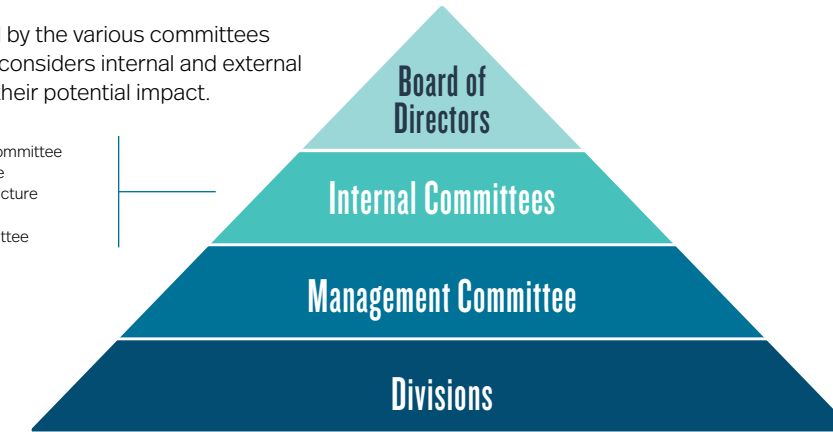 by the various committees
considers internal and external
their potential impact.
ommittee
cture
ttee
Board of
Directors
Internal Committees
Management Committee
Divisions